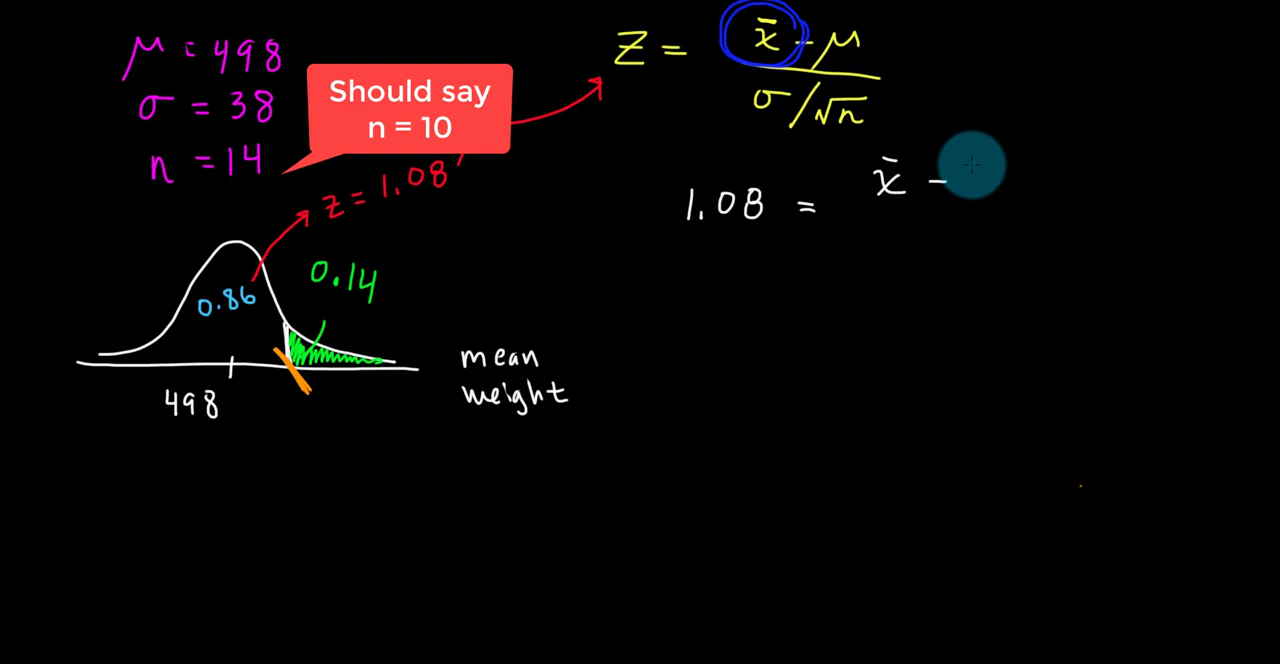 μ = 498
σ = 38
n = 14
Should say
n = 10
z = 1.08
Z = x̄ - μ
σ/√n
1.08 = x̄ -
0.86
0.14
498
mean
weight